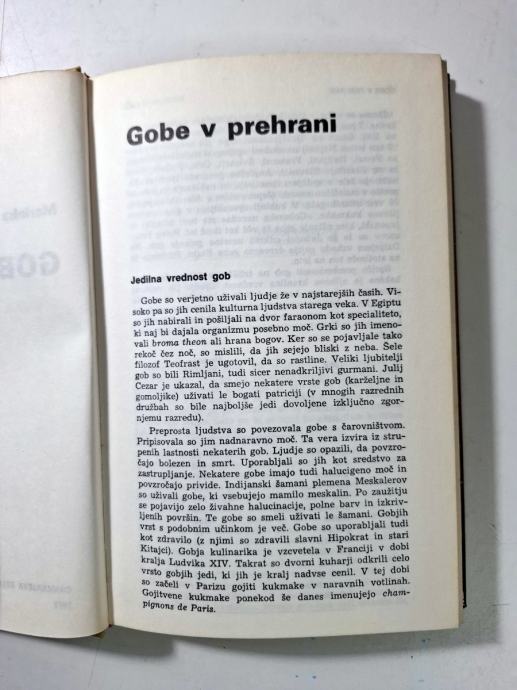 Gobe v prehrani
Jedilna vrednost gob
Gobe so verjetno uživali ljudje že v najstarejših časih. Vi-
soko pa so jih cenila kulturna ljudstva starega veka. V Egiptu
so jih nabirali in pošiljali na dvor faraonom kot specialiteto,
ki naj bi dajala organizmu posebno moč. Grki so jih imeno-
vali broma theon ali hrana bogov. Ker so se pojavljale tako
rekoč čez noč, so mislili, da jih sejejo bliski z neba. Šele
filozof Teofrast je ugotovil, da so rastline. Veliki ljubitelji
gob so bili Rimljani, tudi sicer nenadkriljivi gurmani. Julij
Cezar je ukazal, da smejo nekatere vrste gob (karželjne in
gomoljike) uživati le bogati patriciji (v mnogih razrednih
družbah so bile najboljše jedi dovoljene izključno zgor-
njemu razredu).
Preprosta ljudstva so povezovala gobe s čarovništvom.
Pripisovala so jim nadnaravno moč. Ta vera izvira iz stru-
penih lastnosti nekaterih gob. Ljudje so opazili, da povzro-
čajo bolezen in smrt. Uporabljali so jih kot sredstvo za
zastrupljanje. Nekatere gobe imajo tudi halucigeno moč in
povzročajo privide. Indijanski šamani plemena Meskalerov
so uživali gobe, ki vsebujejo mamilo meskalin. Po zaužitju
se pojavijo zelo živahne halucinacije, polne barv in izkriv-
ljenih površin. Te gobe so smeli uživati le šamani. Gobjih
vrst s podobnim učinkom je več. Gobe so uporabljali tudi
kot zdravilo (z njimi so zdravili slavni Hipokrat in stari
Kitajci). Gobja kulinarika je vzcvetela v Franciji v dobi
kralja Ludvika XIV. Takrat so dvorni kuharji odkrili celo
vrsto gobjih jedi, ki jih je kralj nadvse cenil. V tej dobi
so začeli v Parizu gojiti kukmake v naravnih votlinah.
Gojitvene kukmake ponekod še danes imenujejo cham-
pignons de Paris.